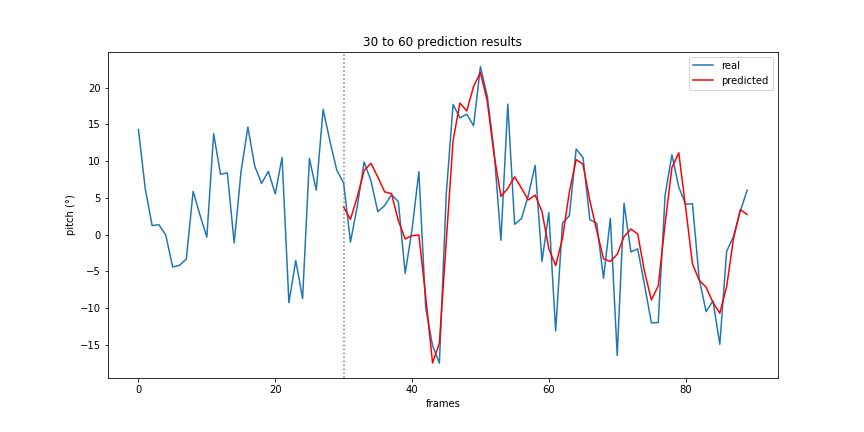 30 to 60 prediction results
real
predicted
20
15
10
5
0
−5
−10
−15
pitch (°)
0 20 40 60 80
frames